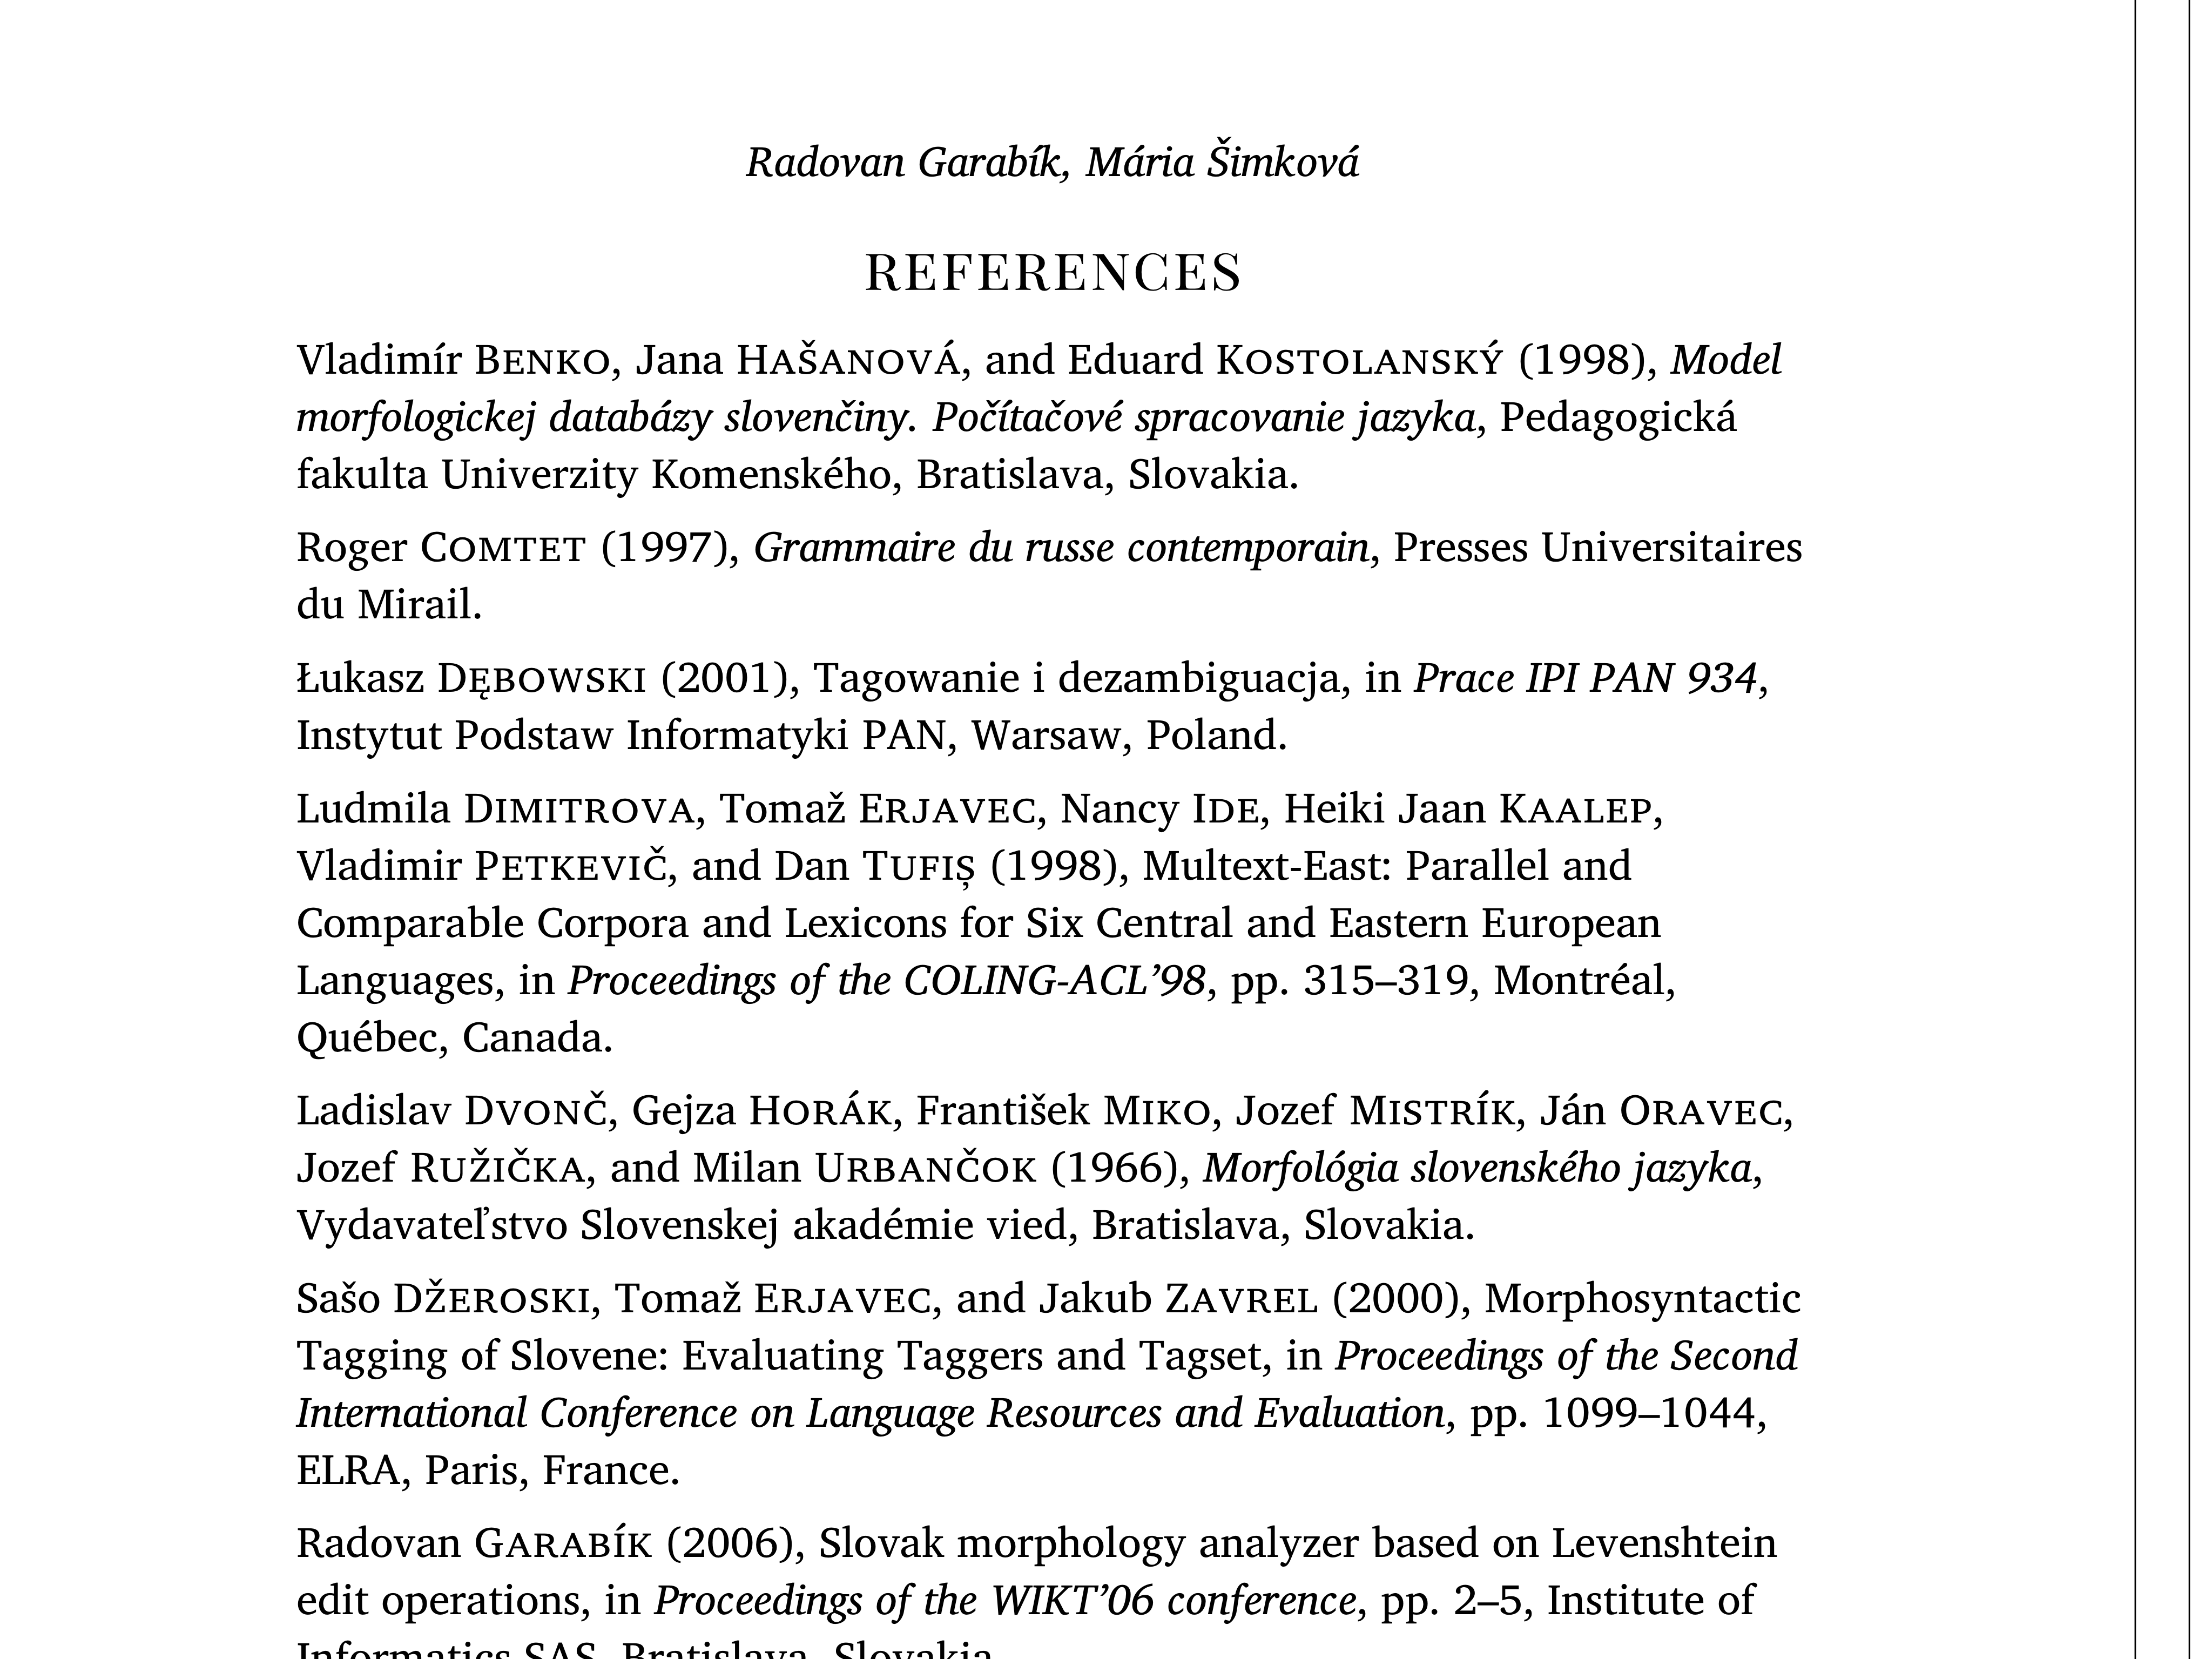 Radovan Garabík, Mária Šimková
REFERENCES
Vladimír BENKO, Jana HAŠANOVÁ, and Eduard KOSTOLANSKÝ (1998), Model
morfologickej databázy slovenčiny. Počítačové spracovanie jazyka, Pedagogická
fakulta Univerzity Komenského, Bratislava, Slovakia.
Roger COMTET (1997), Grammaire du russe contemporain, Presses Universitaires
du Mirail.
Łukasz DĘBOWSKI (2001), Tagowanie i dezambiguacja, in Prace IPI PAN 934,
Instytut Podstaw Informatyki PAN, Warsaw, Poland.
Ludmila DIMITROVA, Tomaž ERJAVEC, Nancy IDE, Heiki Jaan KAALEP,
Vladimir PETKEVIČ, and Dan TUFIȘ (1998), Multext-East: Parallel and
Comparable Corpora and Lexicons for Six Central and Eastern European
Languages, in Proceedings of the COLING-ACL’98, pp. 315–319, Montréal,
Québec, Canada.
Ladislav DVONČ, Gejza HORÁK, František MIKO, Jozef MISTRÍK, Ján ORAVEC,
Jozef RUŽIČKA, and Milan URBANČOK (1966), Morfológia slovenského jazyka,
Vydavateľstvo Slovenskej akadémie vied, Bratislava, Slovakia.
Sašo DŽEROSKI, Tomaž ERJAVEC, and Jakub ZAVREL (2000), Morphosyntactic
Tagging of Slovene: Evaluating Taggers and Tagset, in Proceedings of the Second
International Conference on Language Resources and Evaluation, pp. 1099–1044,
ELRA, Paris, France.
Radovan GARABÍK (2006), Slovak morphology analyzer based on Levenshtein
edit operations, in Proceedings of the WIKT’06 conference, pp. 2–5, Institute of
Informatics SAS, Bratislava, Slovakia